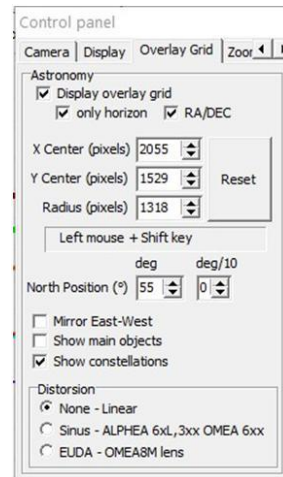 Control panel
Camera Display Overlay Grid Zoor
Astronomy
Display overlay grid
only horizon RA/DEC
X Center (pixels) 2055
Y Center (pixels) 1529 Reset
Radius (pixels) 1318
Left mouse + Shift key
deg deg/10
North Position (°) 55 0
Mirror East-West
Show main objects
Show constellations
Distorsion
None - Linear
Sinus - ALPHEA 6xL,3xx OMEA 6xx
EUDA - OMEA8M lens